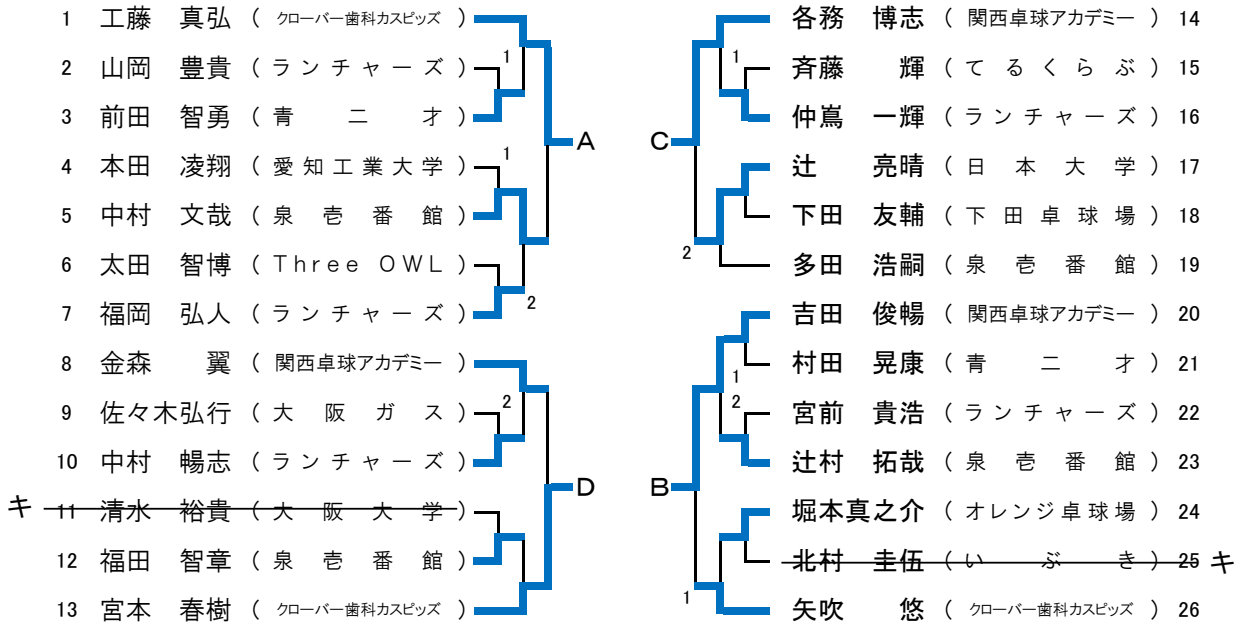 1 工藤 真弘 ( クローバー歯科カスピッズ )
1
2 山岡 豊貴 ( ランチャーズ )
3 前田 智勇 ( 青二才 )
A
1
4 本田 凌翔 ( 愛知工業大学 )
5 中村 文哉 ( 泉壱番館 )
6 太田 智博 ( Three OWL )
2
7 福岡 弘人 ( ランチャーズ )
8 金森 翼 ( 関西卓球アカデミー )
2
9 佐々木弘行 ( 大阪ガス )
10 中村 暢志 ( ランチャーズ )
D
キ 11 清水 裕貴 ( 大阪大学 )
12 福田 智章 ( 泉壱番館 )
13 宮本 春樹 ( クローバー歯科カスピッズ )
各務 博志 ( 関西卓球アカデミー ) 14
1
斉藤 輝 ( てるくらぶ ) 15
仲嶌 一輝 ( ランチャーズ ) 16
C
辻 亮晴 ( 日本大学 ) 17
下田 友輔 ( 下田卓球場 ) 18
2
多田 浩嗣 ( 泉壱番館 ) 19
吉田 俊暢 ( 関西卓球アカデミー ) 20
村田 晃康 ( 青二才 ) 21
1
2
宮前 貴浩 ( ランチャーズ ) 22
辻村 拓哉 ( 泉壱番館 ) 23
B
堀本真之介 ( オレンジ卓球場 ) 24
北村 圭伍 ( いぶき ) 25 キ
1
矢吹 悠 ( クローバー歯科カスピッズ ) 26